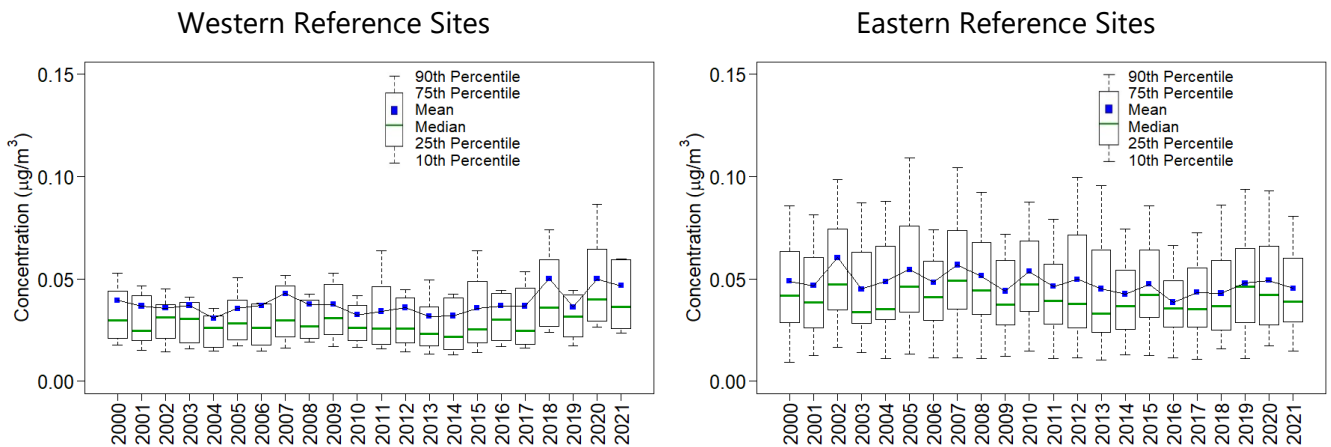 Western Reference Sites
Concentration (µg/m³)
0.15
0.10
0.05
0.00
90th Percentile
75th Percentile
Mean
Median
25th Percentile
10th Percentile
2000 2001 2002 2003 2004 2005 2006 2007 2008 2009 2010 2011 2012 2013 2014 2015 2016 2017 2018 2019 2020 2021
Eastern Reference Sites
Concentration (µg/m³)
0.15
0.10
0.05
0.00
90th Percentile
75th Percentile
Mean
Median
25th Percentile
10th Percentile
2000 2001 2002 2003 2004 2005 2006 2007 2008 2009 2010 2011 2012 2013 2014 2015 2016 2017 2018 2019 2020 2021